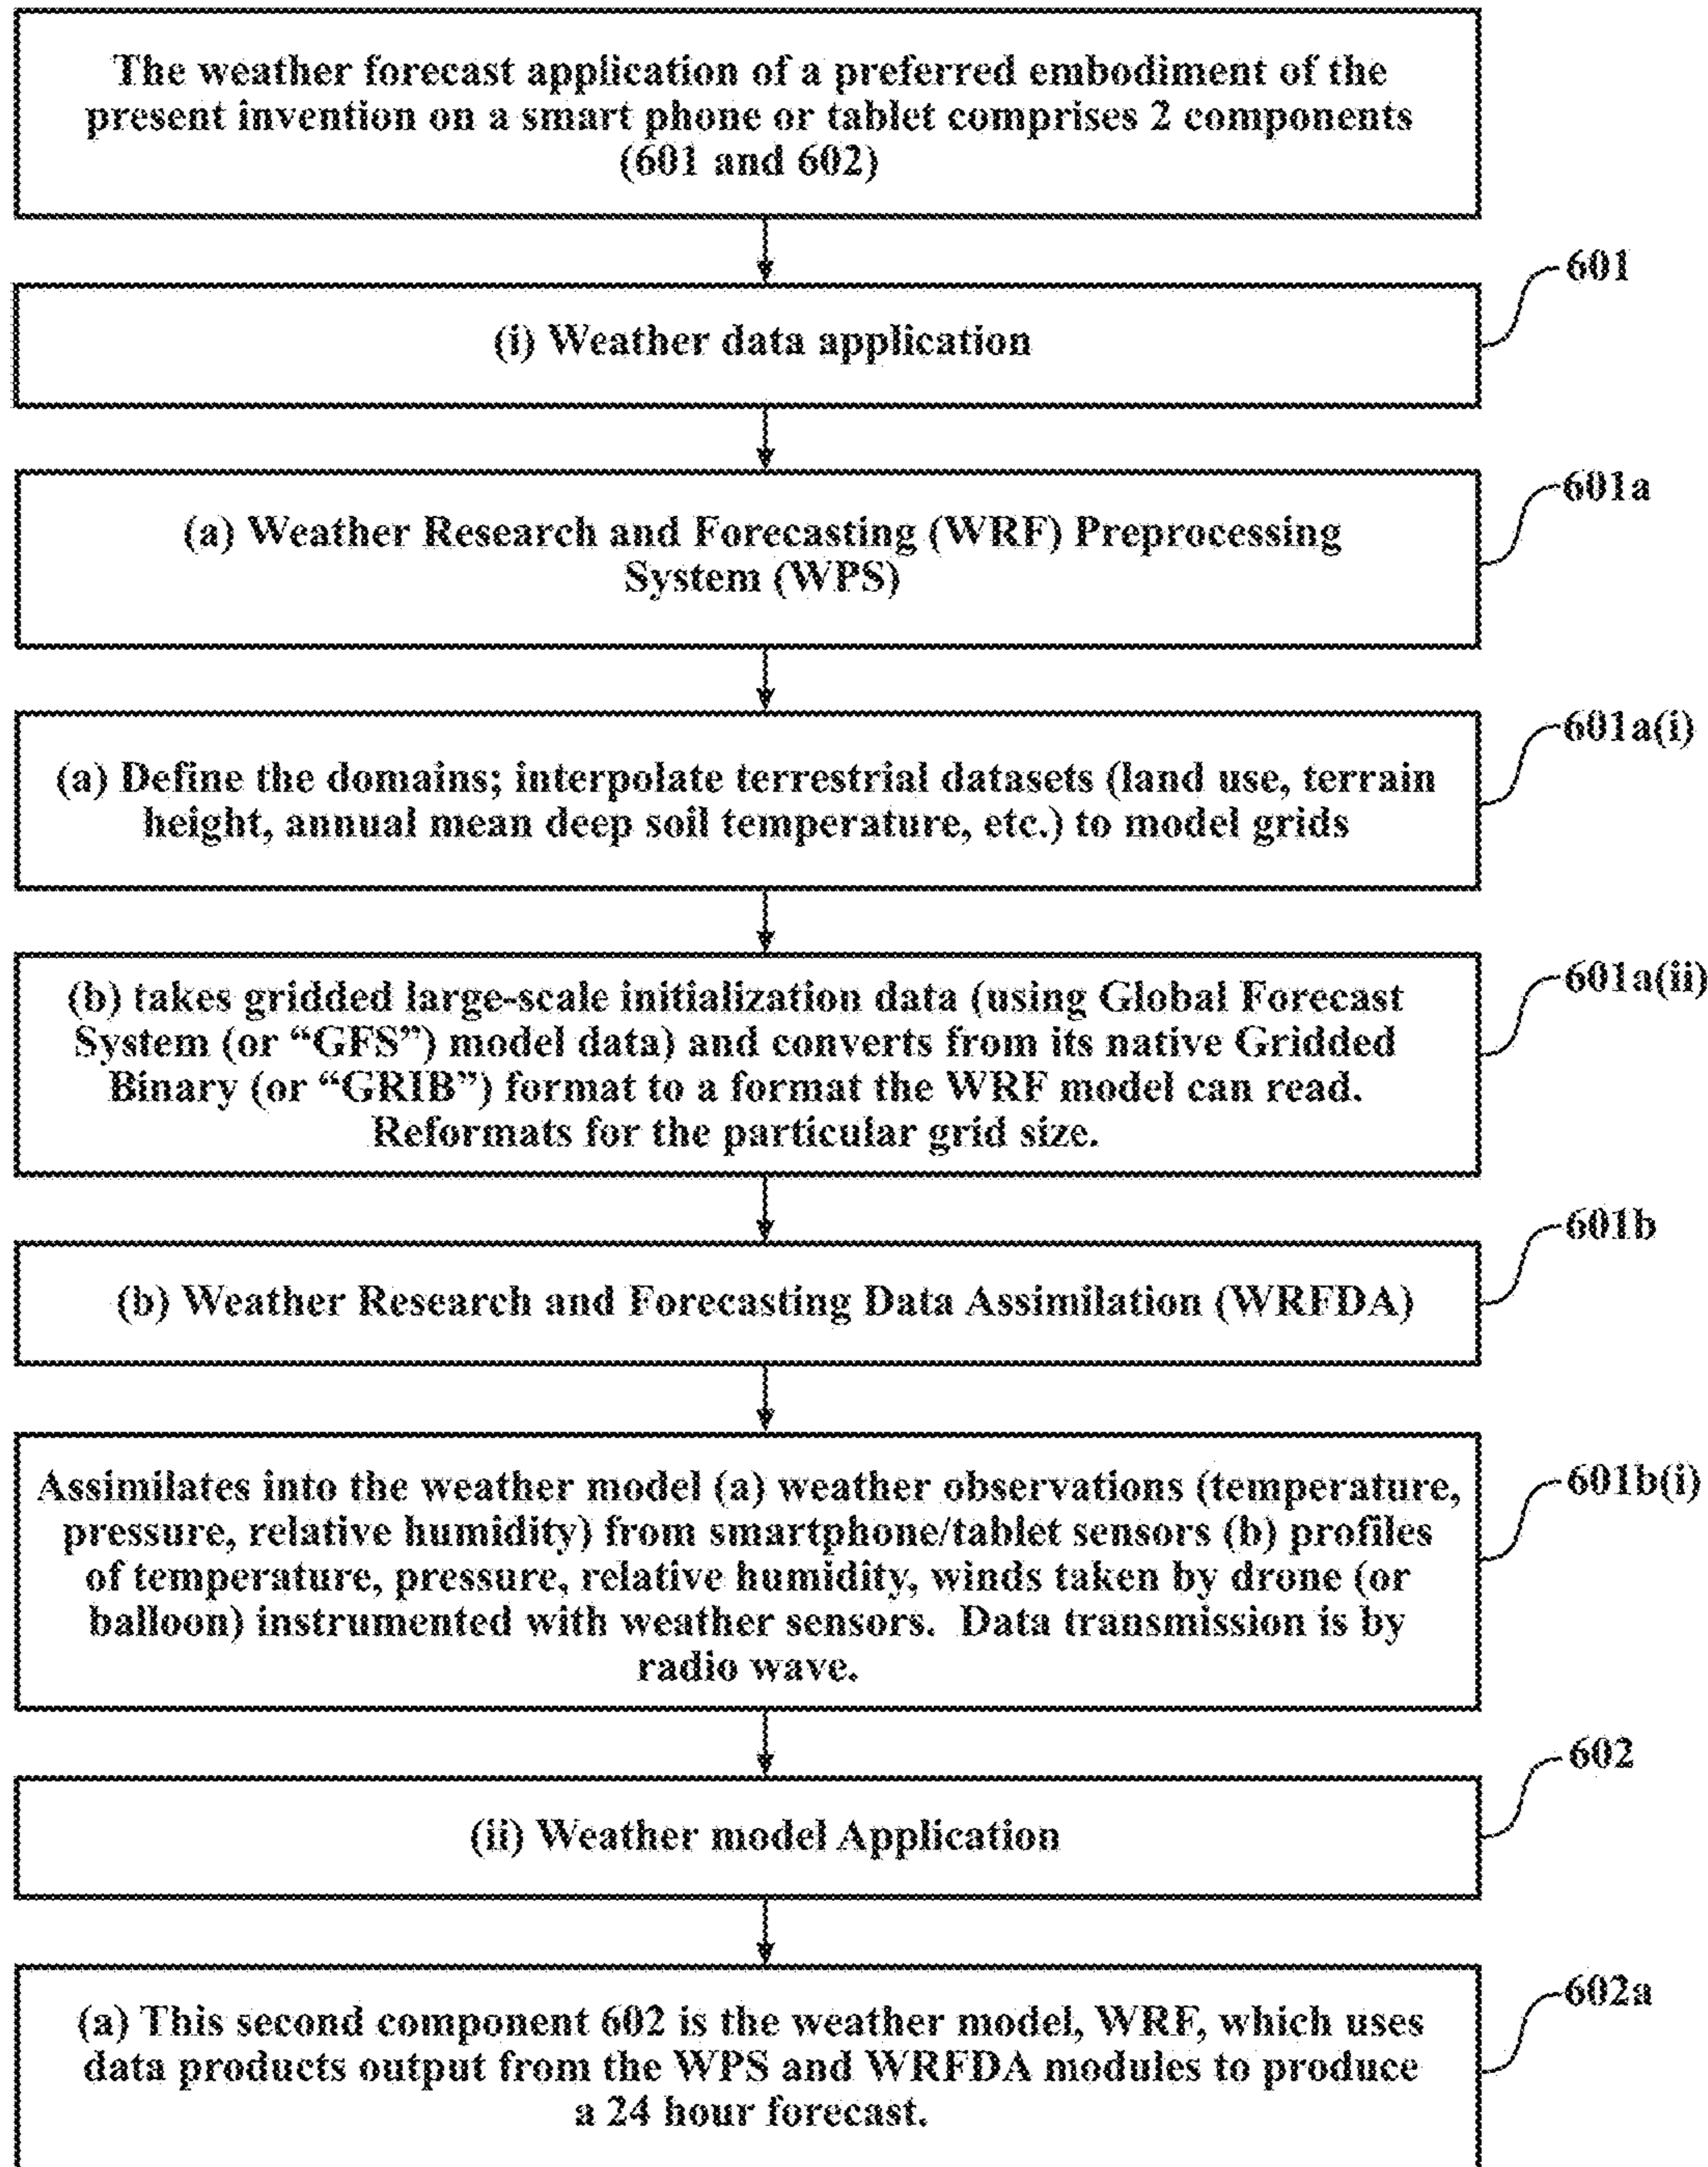 The weather forecast application of a preferred embodiment of the
present invention on a smart phone or tablet comprises 2 components
(601 and 602)
601
(i) Weather data application
601a
(a) Weather Research and Forecasting (WRF) Preprocessing
System (WPS)
601a(i)
(a) Define the domains; interpolate terrestrial datasets (land use, terrain
height, annual mean deep soil temperature, etc.) to model grids
601a(ii)
(b) takes gridded large-scale initialization data (using Global Forecast
System (or “GFS”) model data) and converts from its native Gridded
Binary (or “GRIB”) format to a format the WRF model can read.
Reformats for the particular grid size.
601b
(b) Weather Research and Forecasting Data Assimilation (WRFDA)
601b(i)
Assimilates into the weather model (a) weather observations (temperature,
pressure, relative humidity) from smartphone/tablet sensors (b) profiles
of temperature, pressure, relative humidity, winds taken by drone (or
balloon) instrumented with weather sensors. Data transmission is by
radio wave.
602
(ii) Weather model Application
602a
(a) This second component 602 is the weather model, WRF, which uses
data products output from the WPS and WRFDA modules to produce
a 24 hour forecast.